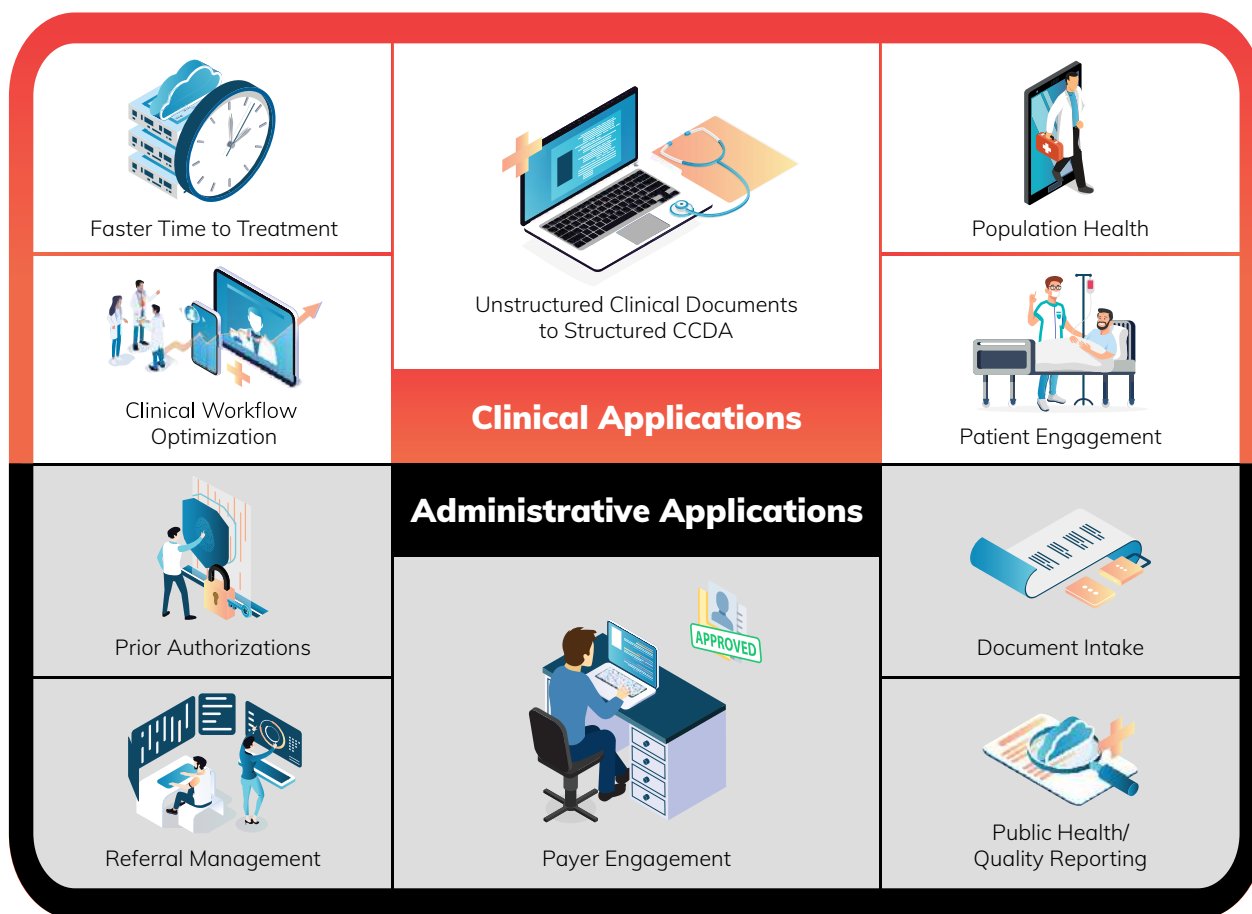 Faster Time to Treatment
Unstructured Clinical Documents
to Structured CCDA
Population Health
Clinical Workflow
Optimization
Patient Engagement
Clinical Applications
Administrative Applications
Prior Authorizations
APPROVED
Document Intake
Referral Management
Payer Engagement
Public Health/
Quality Reporting